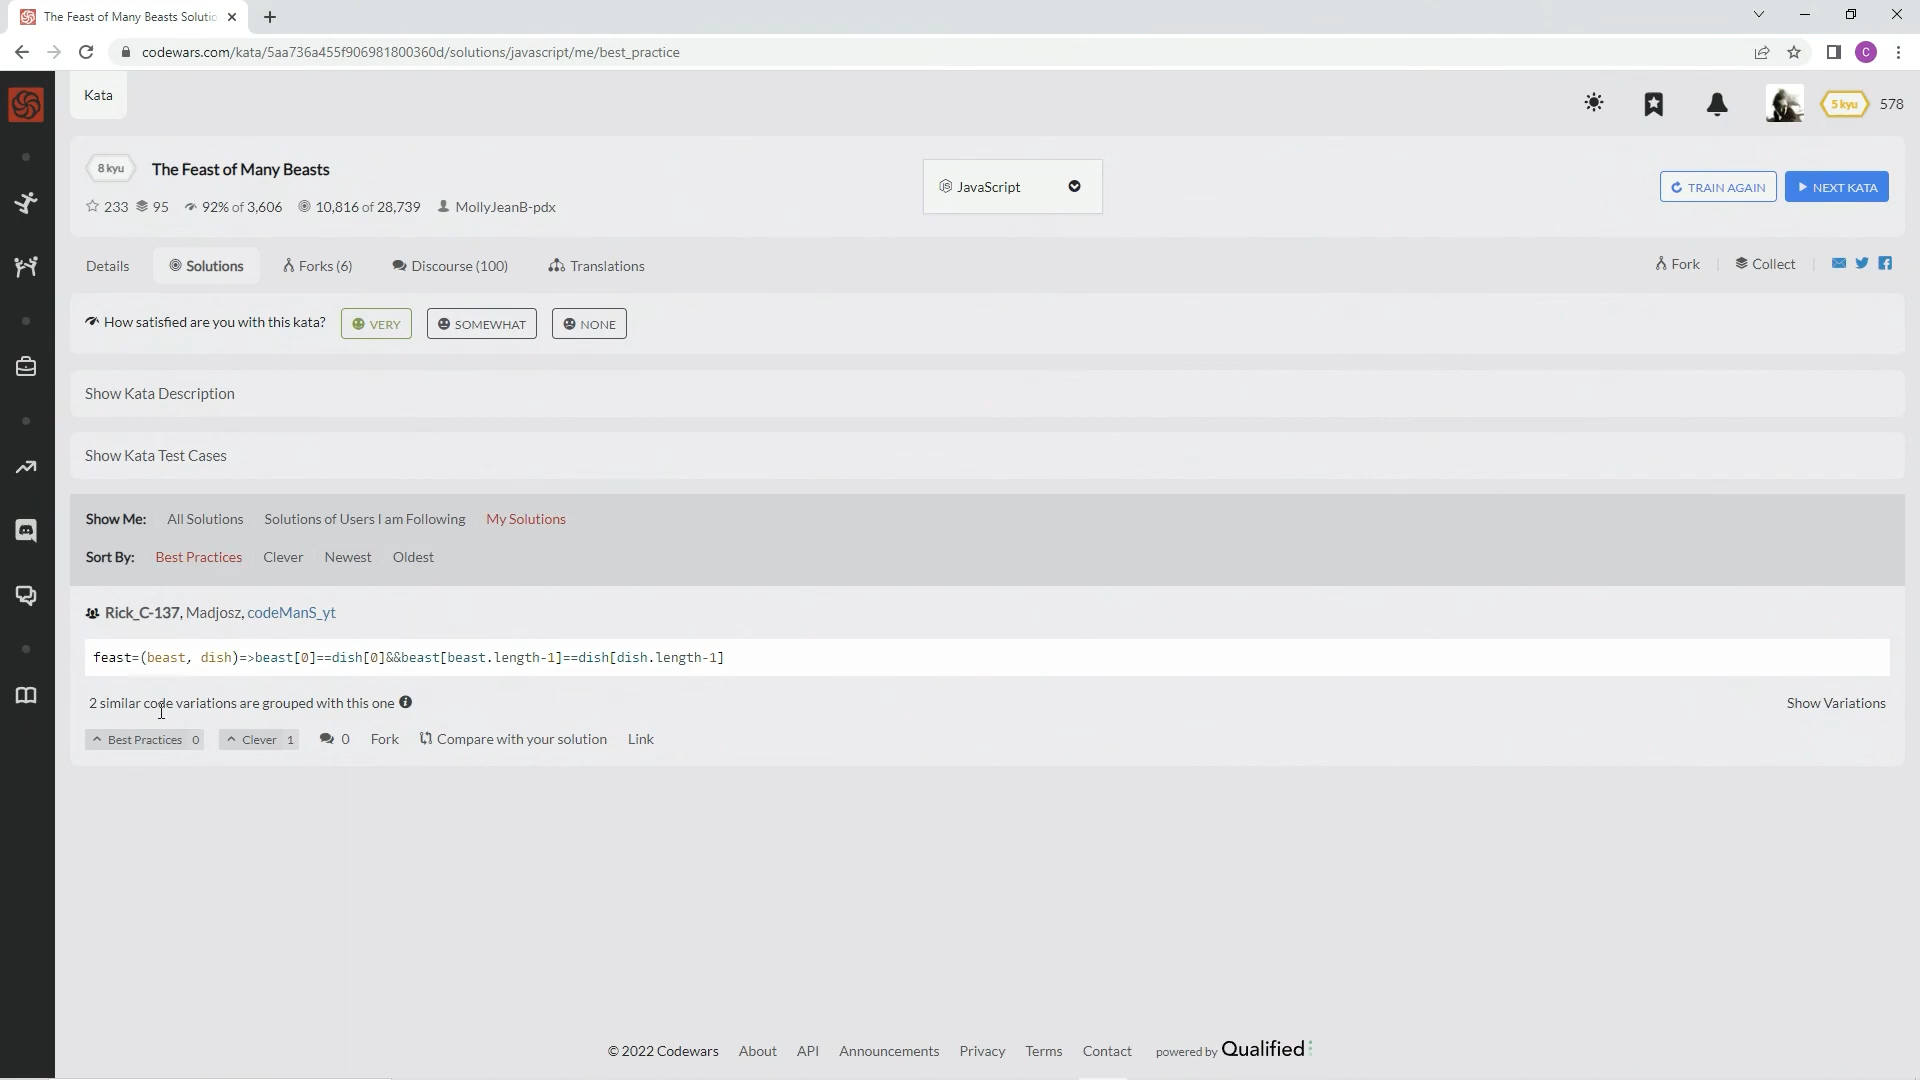 The Feast of Many Beasts Solutio
codewars.com/kata/5aa736a455f906981800360d/solutions/javascript/me/best_practice
C
Kata
5 kyu 578
8 kyu The Feast of Many Beasts
233 95 92% of 3,606 10,816 of 28,739 MollyJeanB-pdx
JavaScript
TRAIN AGAIN NEXT KATA
Details Solutions Forks (6) Discourse (100) Translations
Fork | Collect |
How satisfied are you with this kata? VERY SOMEWHAT NONE
Show Kata Description
Show Kata Test Cases
Show Me: All Solutions Solutions of Users I am Following My Solutions
Sort By: Best Practices Clever Newest Oldest
Rick_C-137, Madjosz, codeManS_yt
feast=(beast, dish)=>beast[0]==dish[0]&&beast[beast.length-1]==dish[dish.length-1]
2 similar code variations are grouped with this one
Show Variations
Best Practices 0 Clever 1 0 Fork Compare with your solution Link
© 2022 Codewars About API Announcements Privacy Terms Contact powered by Qualified